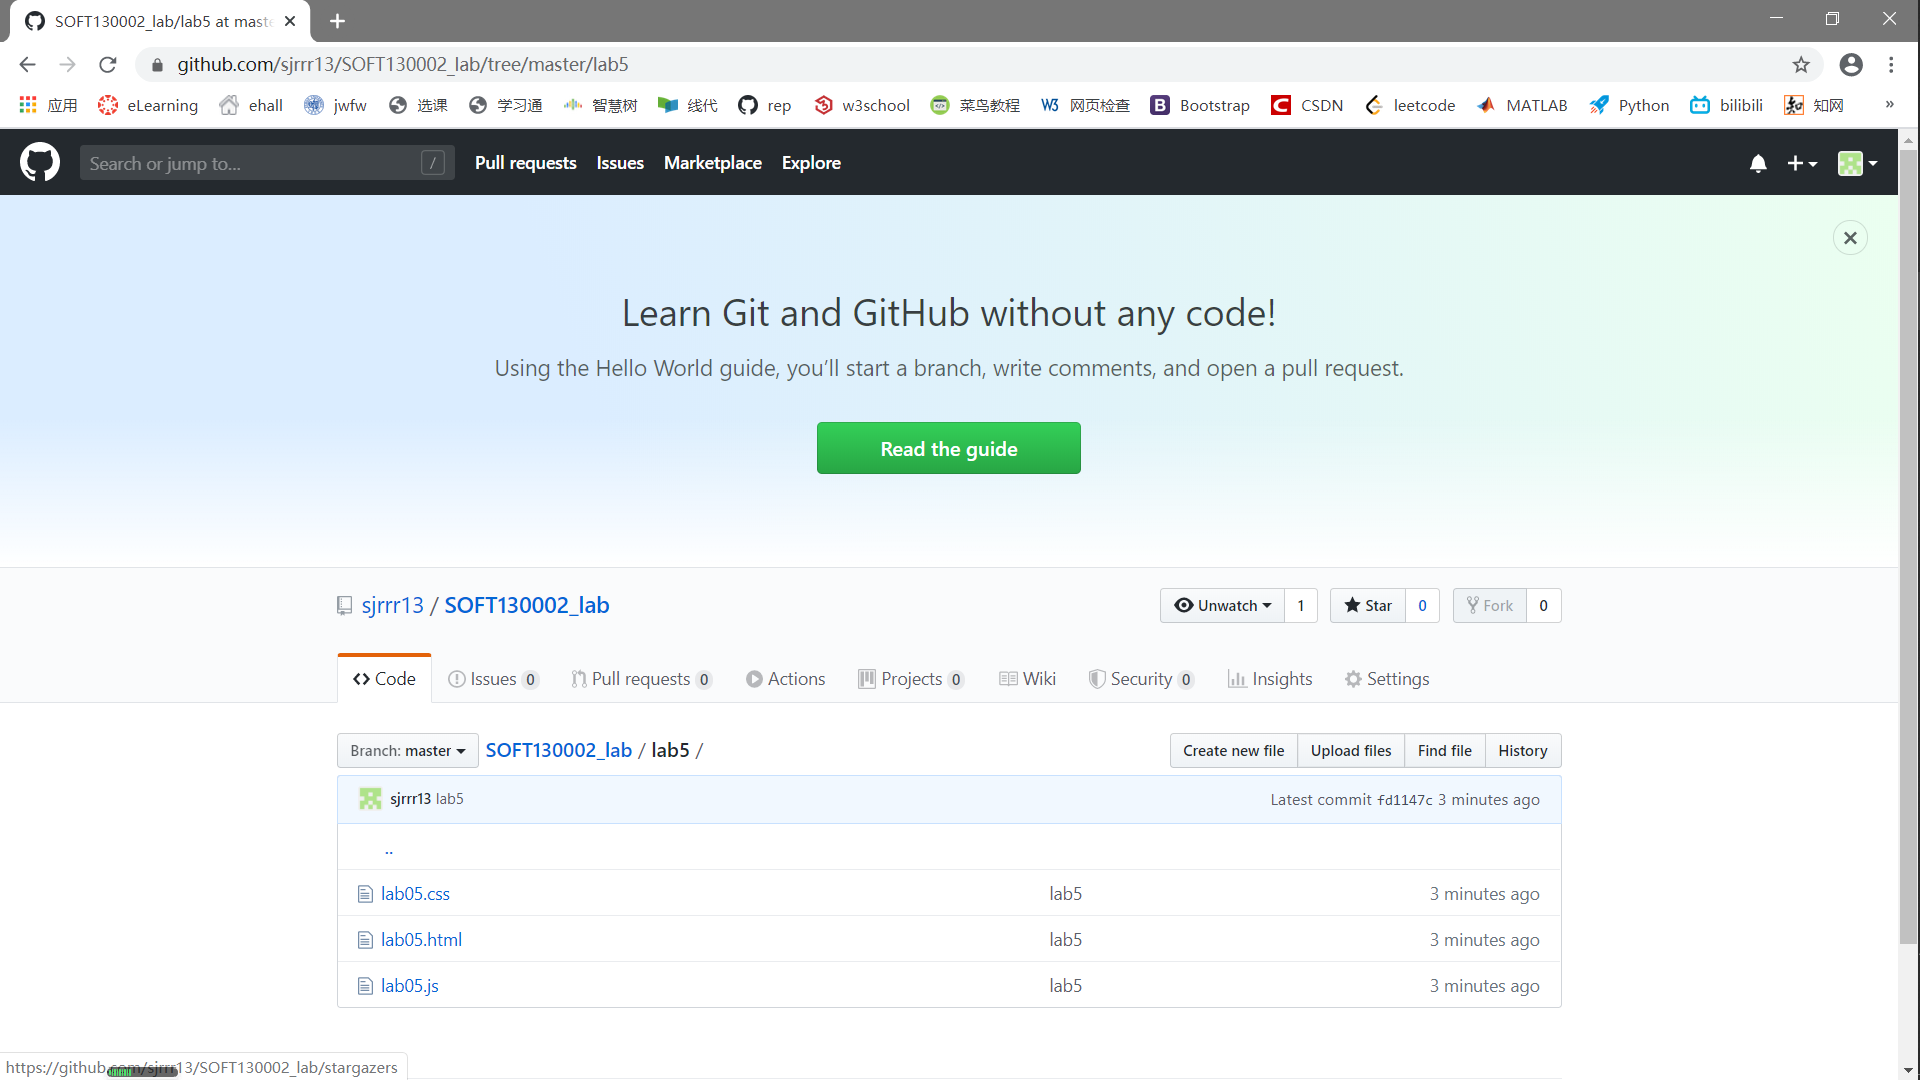 SOFT130002_lab/lab5 at maste
github.com/sjrrr13/SOFT130002_lab/tree/master/lab5
应用 eLearning ehall jwfw 选课 学习通 智慧树 线代 rep w3school 菜鸟教程 W3 网页检查 B Bootstrap C CSDN leetcode MATLAB Python bilibili 知 知网 »
Search or jump to... / Pull requests Issues Marketplace Explore
Learn Git and GitHub without any code!
Using the Hello World guide, you’ll start a branch, write comments, and open a pull request.
Read the guide
sjrrr13 / SOFT130002_lab Unwatch 1 Star 0 Fork 0
Code Issues 0 Pull requests 0 Actions Projects 0 Wiki Security 0 Insights Settings
Branch: master SOFT130002_lab / lab5 / Create new file Upload files Find file History
sjrrr13 lab5 Latest commit fd1147c 3 minutes ago
..
lab05.css lab5 3 minutes ago
lab05.html lab5 3 minutes ago
lab05.js lab5 3 minutes ago
https://github.com/sjrrr13/SOFT130002_lab/stargazers